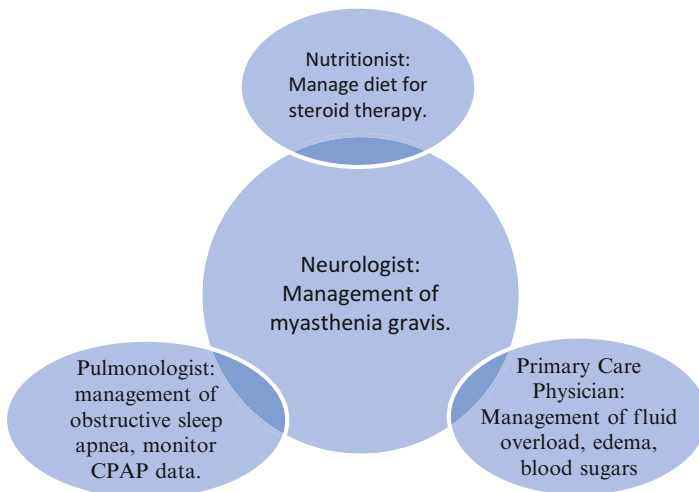 Nutritionist:
Manage diet for
steroid therapy.
Neurologist:
Management of
myasthenia gravis.
Pulmonologist:
management of
obstructive sleep
apnea, monitor
CPAP data.
Primary Care
Physician:
Management of fluid
overload, edema,
blood sugars